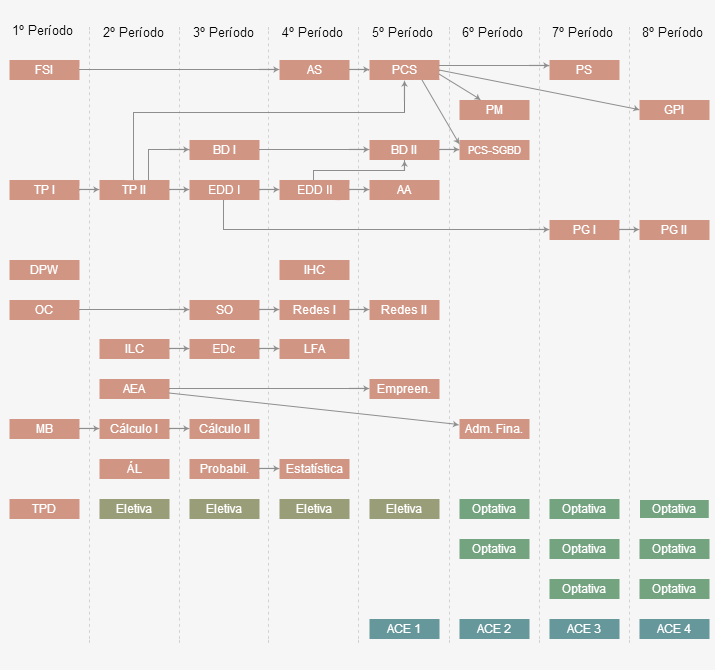 1º Período 2º Período 3º Período 4º Período 5º Período 6º Período 7º Período 8º Período
FSI AS PCS PS
PM GPI
BD I BD II PCS-SGBD
TP I TP II EDD I EDD II AA
PG I PG II
DPW IHC
OC SO Redes I Redes II
ILC EDc LFA
AEA Empreen.
MB Cálculo I Cálculo II Adm. Fina.
ÁL Probabil. Estatística
TPD Eletiva Eletiva Eletiva Eletiva Optativa Optativa Optativa
Optativa Optativa Optativa
Optativa Optativa
ACE 1 ACE 2 ACE 3 ACE 4